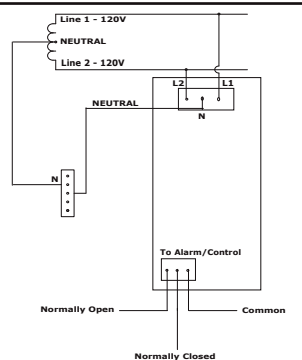 Line 1 - 120V
NEUTRAL
Line 2 - 120V
L2 L1
NEUTRAL
N
N
To Alarm/Control
Normally Open
Common
Normally Closed